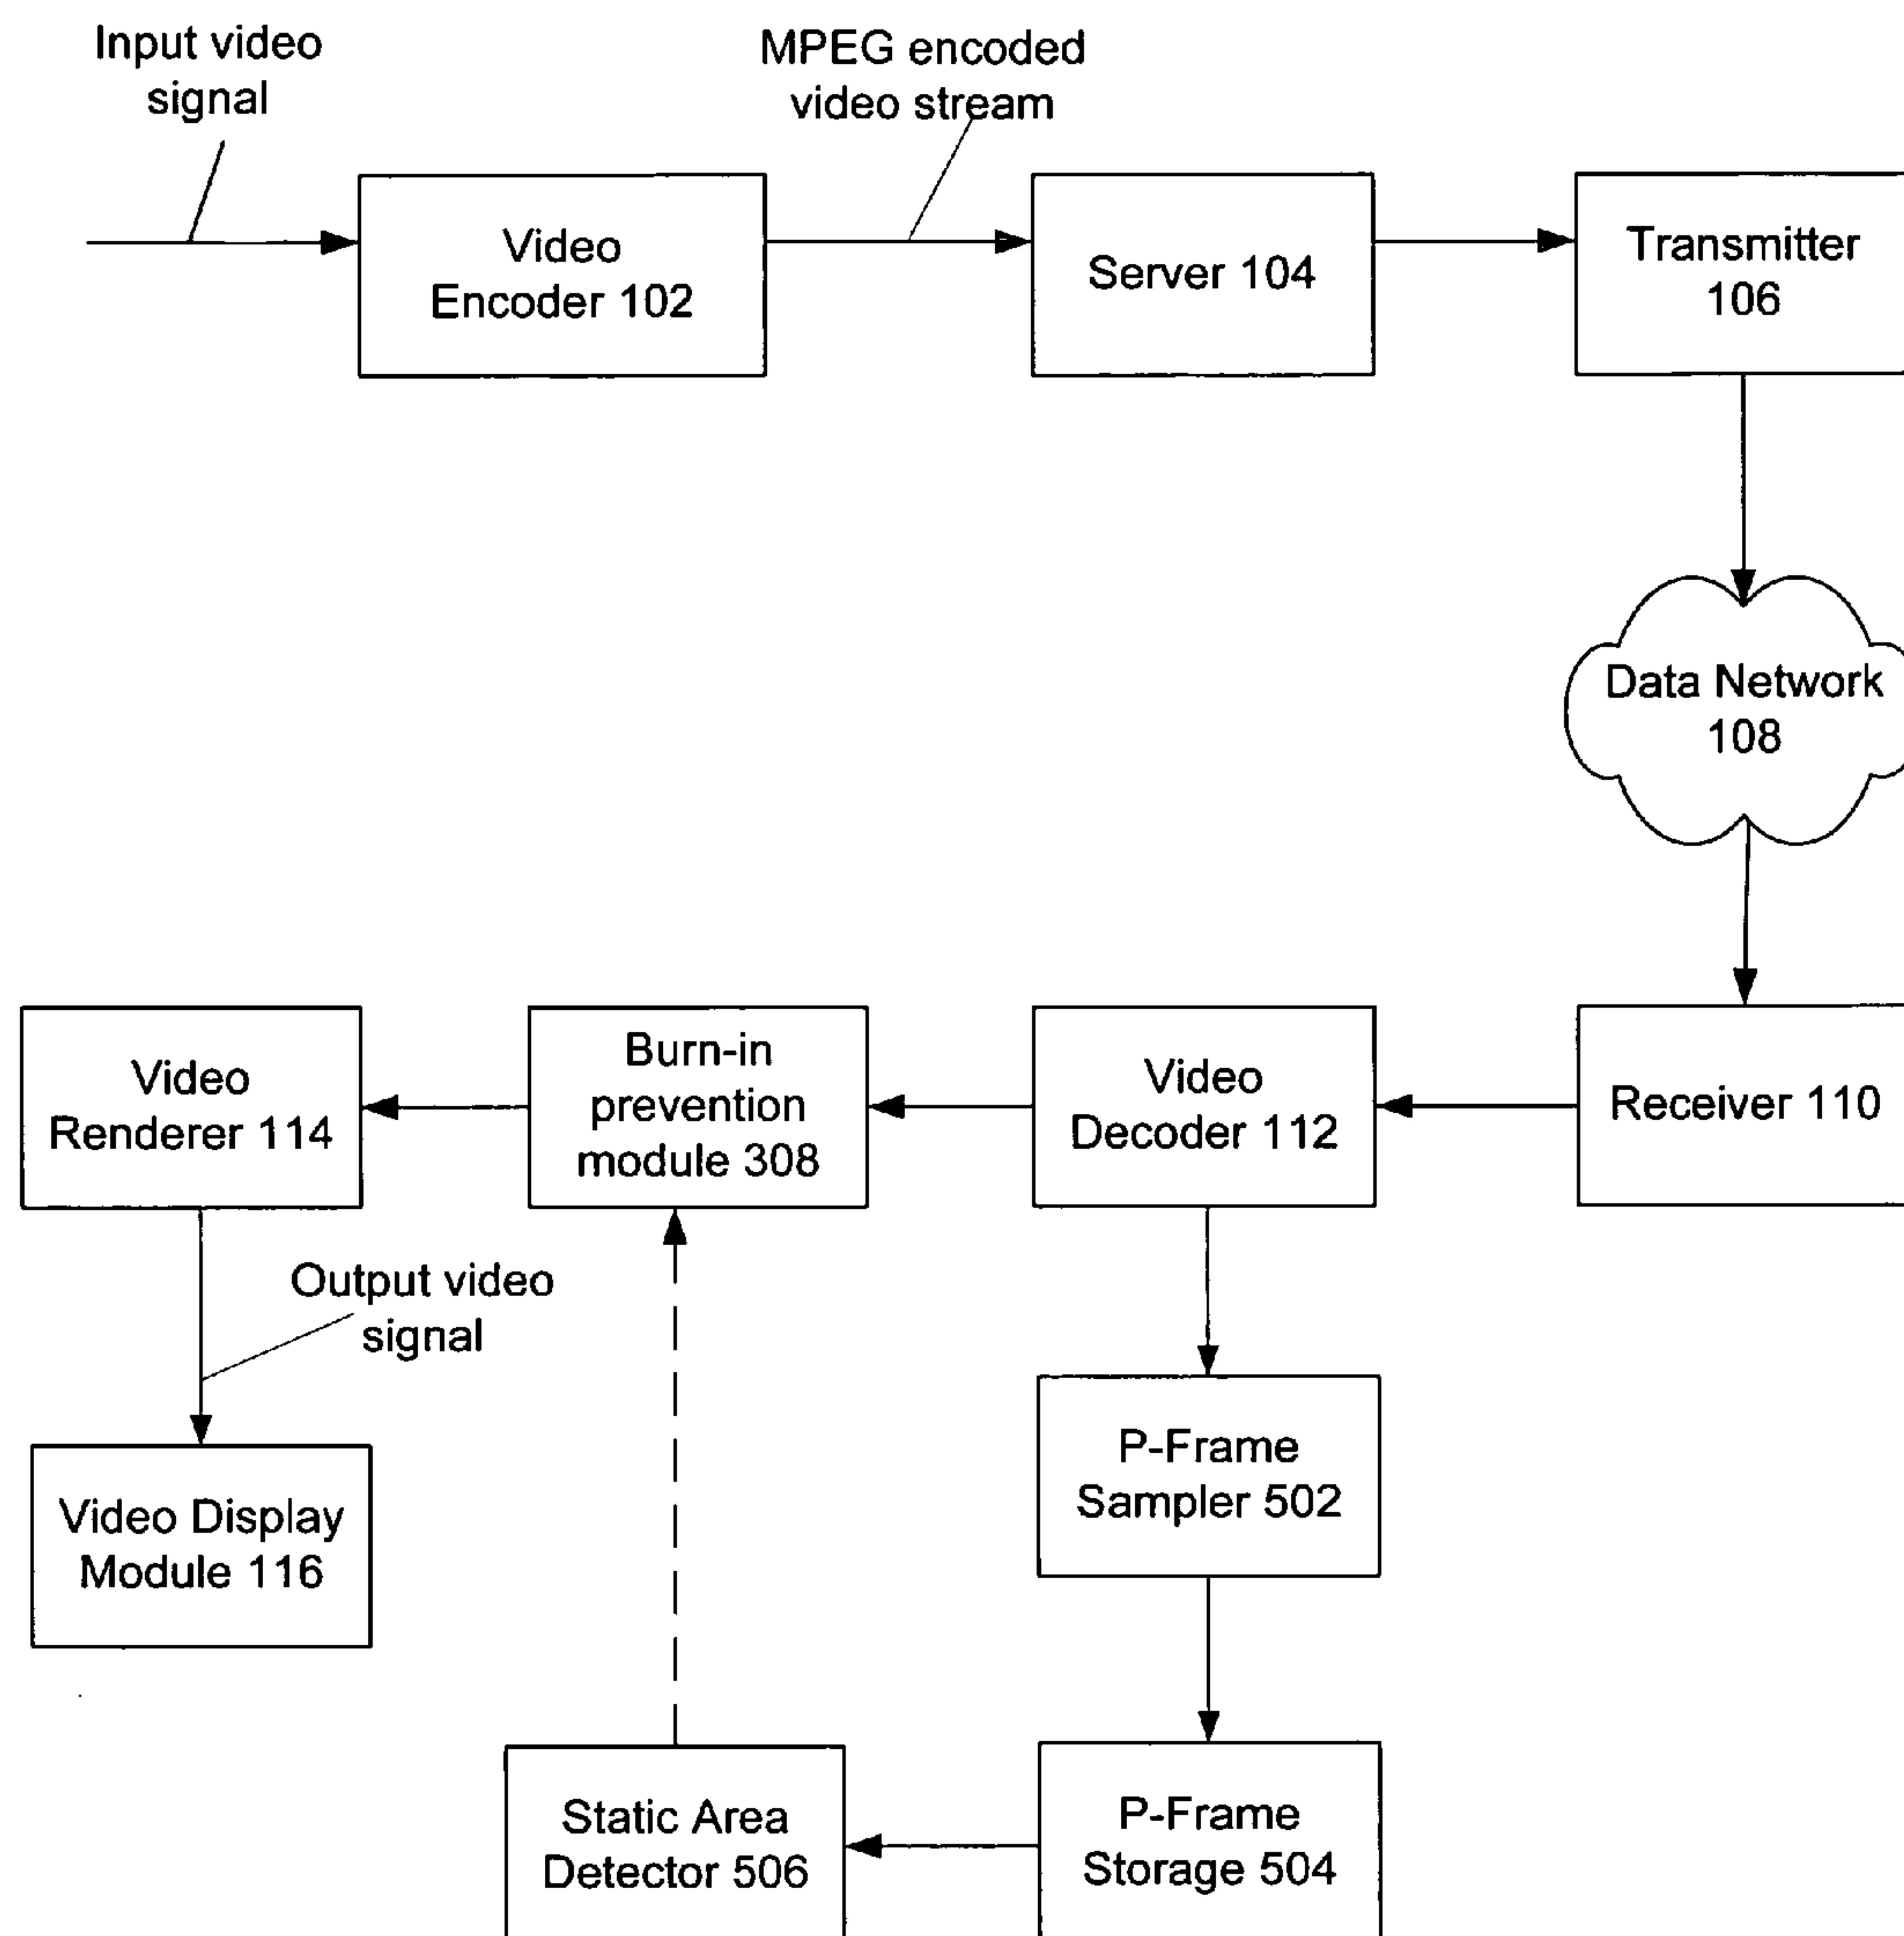 Input video
signal
MPEG encoded
video stream
Video
Encoder 102
Server 104
Transmitter
106
Data Network
108
Video
Renderer 114
Burn-in
prevention
module 308
Video
Decoder 112
Receiver 110
Output video
signal
P-Frame
Sampler 502
Video Display
Module 116
Static Area
Detector 506
P-Frame
Storage 504